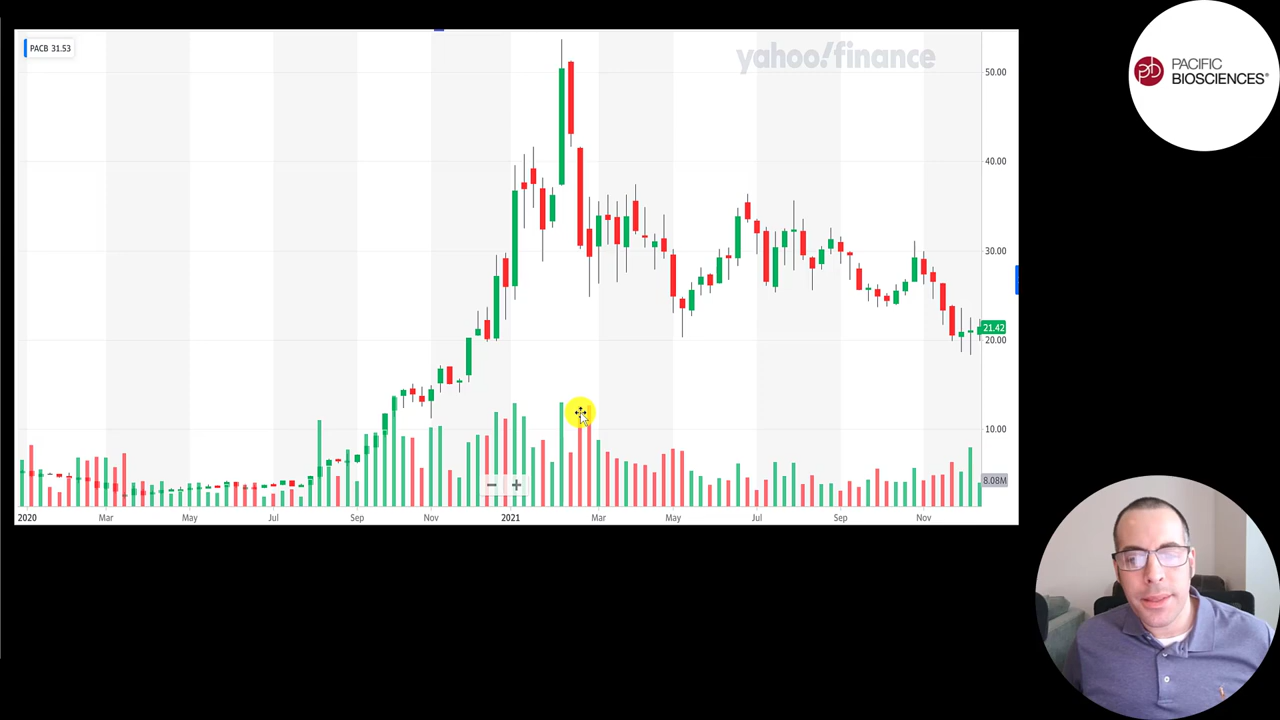 PACB 31.53
yahoo!finance
PACIFIC
BIOSCIENCES®
50.00
40.00
30.00
21.42
20.00
10.00
8.08M
2020 Mar May Jul Sep Nov 2021 Mar May Jul Sep Nov